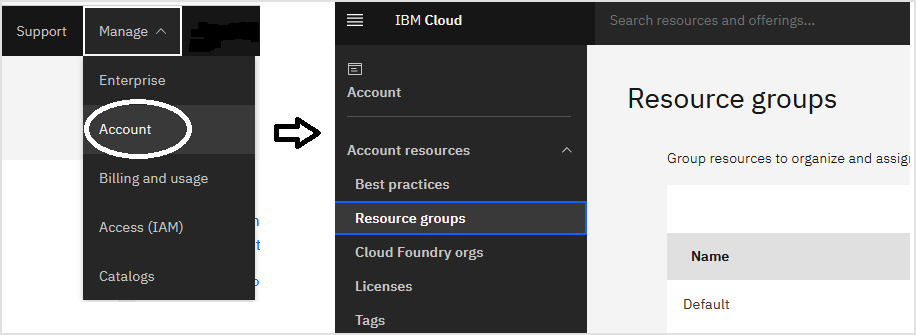 Support
Manage
Enterprise
Account
Billing and usage
Access (IAM)
Catalogs
IBM Cloud
Search resources and offerings...
Account
Account resources
Best practices
Resource groups
Cloud Foundry orgs
Licenses
Tags
Resource groups
Group resources to organize and assig
Name
Default